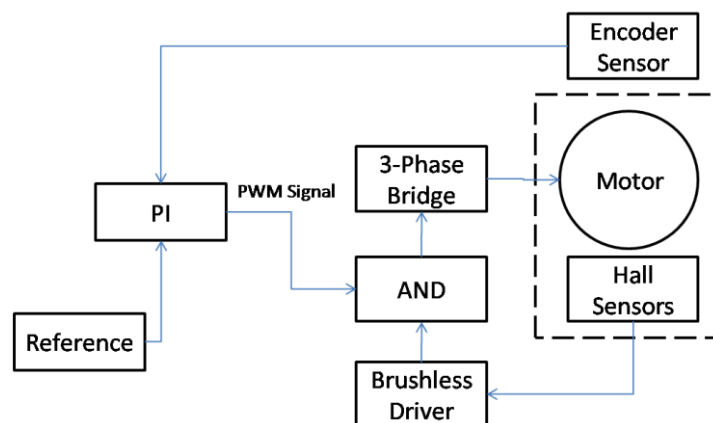 Encoder
Sensor
3-Phase
Bridge
Motor
PI
PWM Signal
AND
Hall
Sensors
Reference
Brushless
Driver